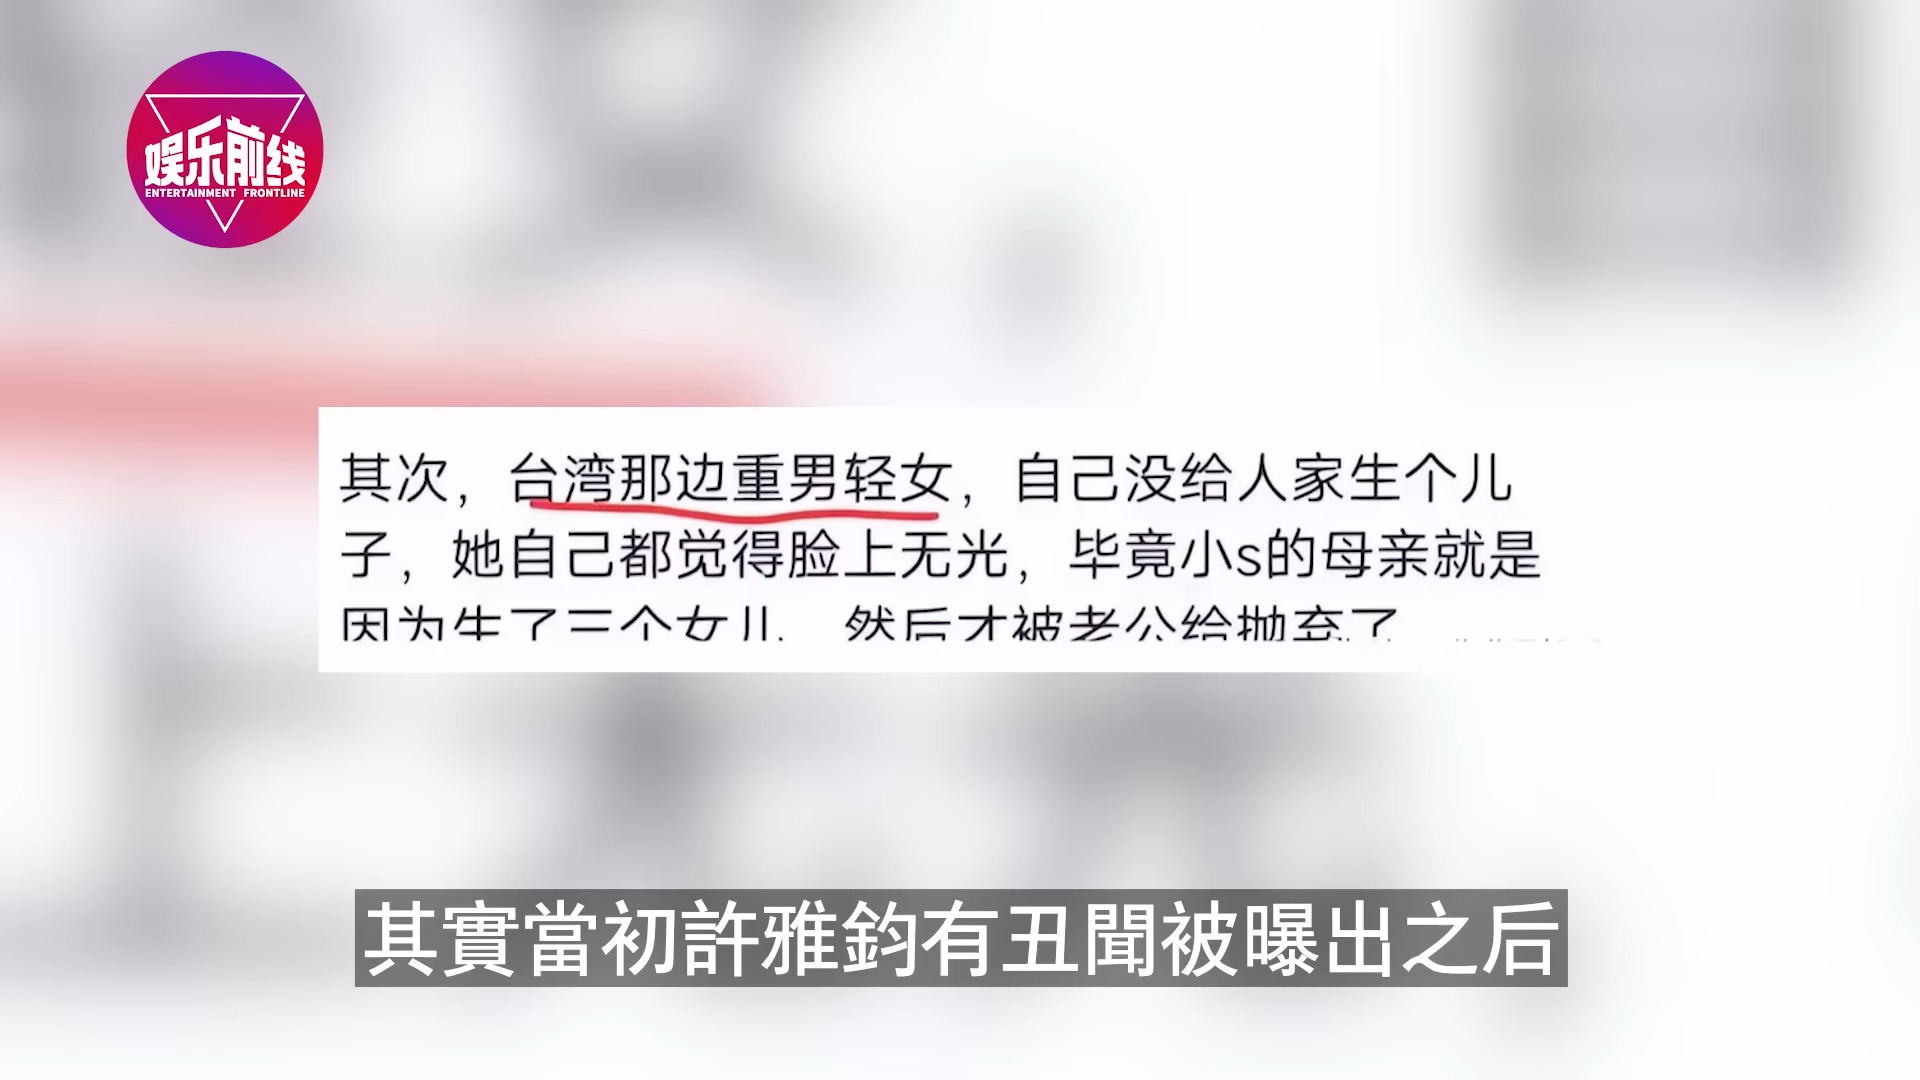 娱乐前线
ENTERTAINMENT FRONTLINE
其次，台湾那边重男轻女，自己没给人家生个儿
子，她自己都觉得脸上无光，毕竟小s的母亲就是
因为生了三个女儿，然后才被老公给抛弃了
其實當初許雅鈞有丑聞被曝出之后